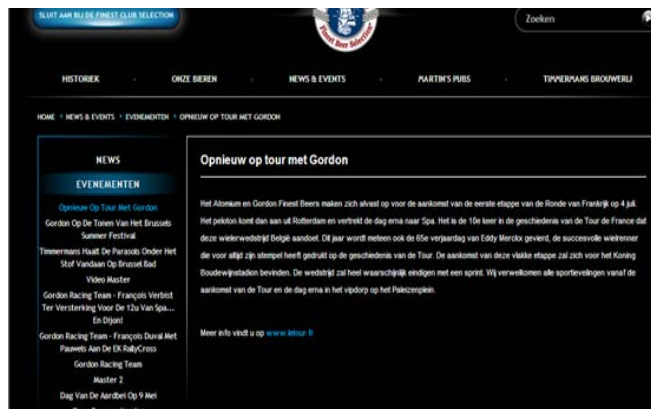 SLUIT AAN BIJ DE FINEST CLUB SELECTION
Finest Beer Selection
Zoeken
HISTORIEK
ONZE BIEREN
NEWS & EVENTS
MARTIN'S PUBS
TIMMERMANS BROUWERIJ
HOME NEWS & EVENTS EVENEMENTEN OPNIEUW OP TOUR MET GORDON
NEWS
EVENEMENTEN
Opnieuw Op Tour Met Gordon
Gordon Op De Tonen Van Het Brussels
Summer Festival
Timmermans Haalt De Parasols Onder Het
Stof Vandaan Op Brussel Bad
Video Master
Gordon Racing Team - François Verbist
Ter Versterking Voor De 12u Van Spa...
En Dijon!
Gordon Racing Team - François Duval Met
Pauwels Aan De EK RallyCross
Gordon Racing Team
Master 2
Dag Van De Aardbei Op 9 Mei
Opnieuw op tour met Gordon
Het Atomium en Gordon Finest Beers maken zich alvast op voor de aankomst van de eerste etappe van de Ronde van Frankrijk op 4 juli.
Het peloton komt dan aan uit Rotterdam en vertrekt de dag erna naar Spa. Het is de 10e keer in de geschiedenis van de Tour de France dat
deze wielerwedstrijd België aandoet. Dit jaar wordt meteen ook de 65e verjaardag van Eddy Merckx gevierd, de succesvolle wielrenner
die voor altijd zijn stempel heeft gedrukt op de Tour. De aankomst van deze vlakke etappe zal zich voor het Koning
Boudewijnstadion bevinden. De wedstrijd zal heel waarschijnlijk eindigen met een sprint. Wij verwelkomen alle sportievelingen vanaf de
aankomst van de Tour en de dag erna in het vipdorp op het Paleizenplein.
Meer info vindt u op www.letour.fr